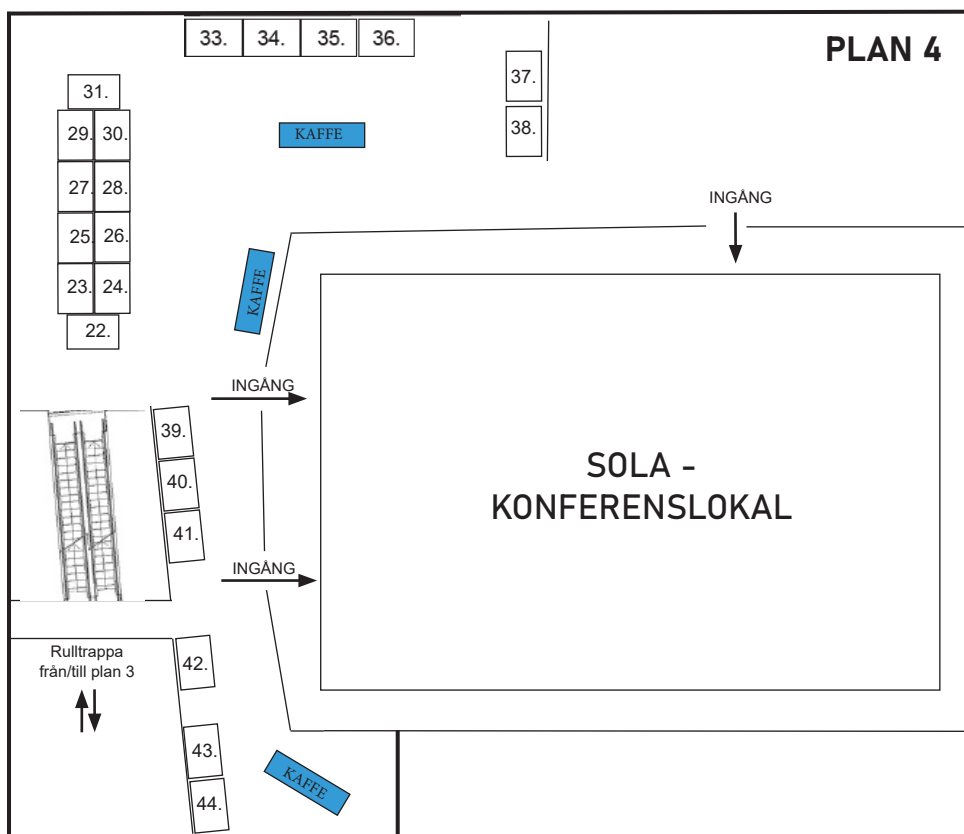 PLAN 4
33. 34. 35. 36.
37.
38.
31.
29. 30.
27. 28.
25. 26.
23. 24.
22.
KAFFE
KAFFE
INGÅNG
INGÅNG
39.
40.
41.
INGÅNG
SOLA -
KONFERENSLOKAL
Rulltrappa
från/till plan 3
42.
43.
44.
KAFFE